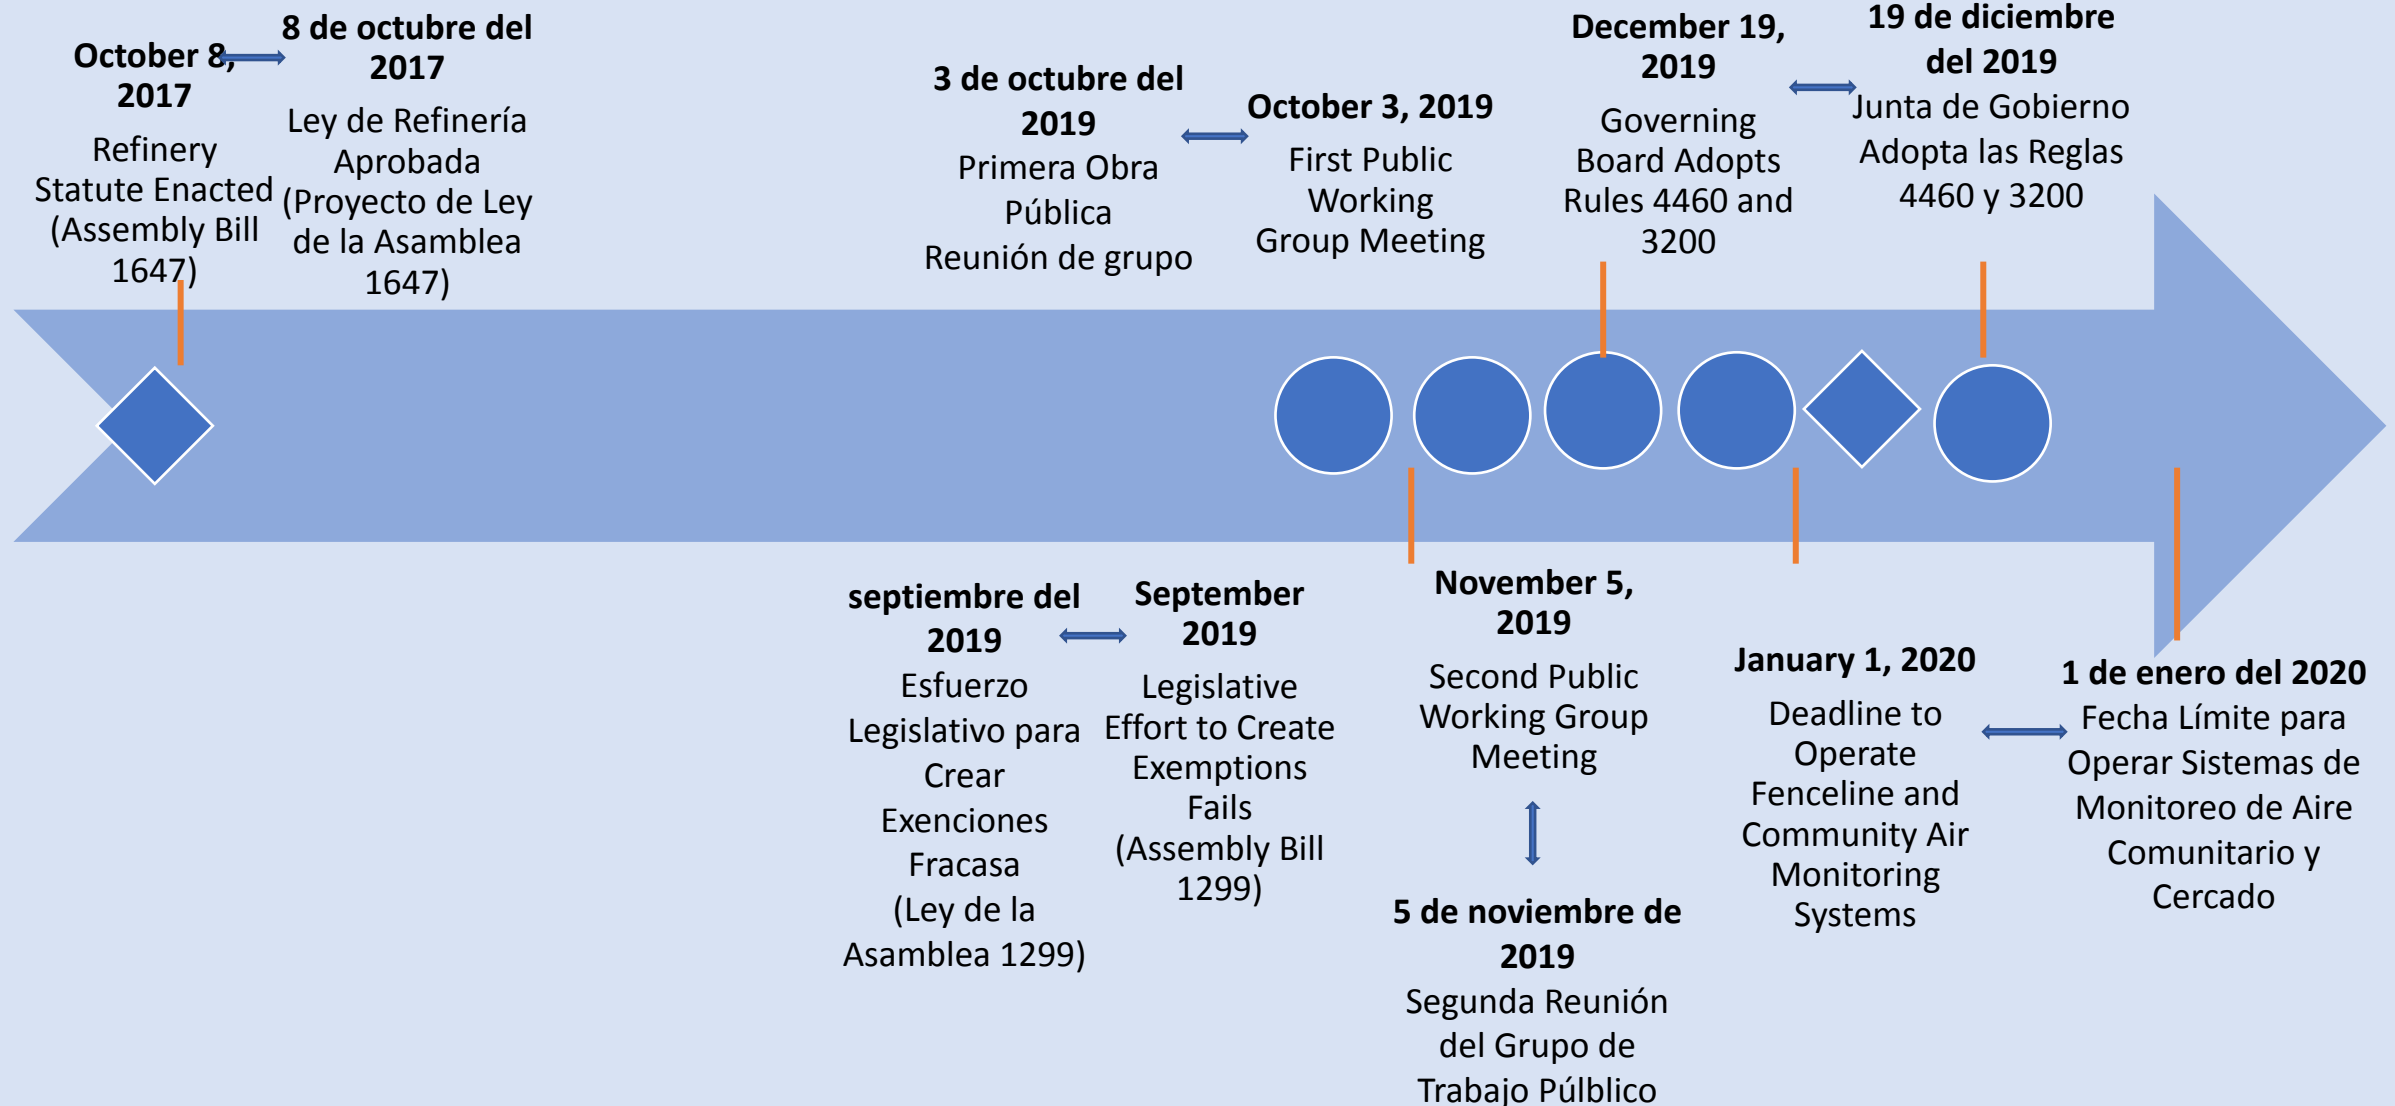 October 8,
2017
Refinery
Statute Enacted
(Assembly Bill
1647)
8 de octubre del
2017
Ley de Refinería
Aprobada
(Proyecto de Ley
de la Asamblea
1647)
3 de octubre del
2019
Primera Obra
Pública
Reunión de grupo
October 3, 2019
First Public
Working
Group Meeting
December 19,
2019
Governing
Board Adopts
Rules 4460 and
3200
19 de diciembre
del 2019
Junta de Gobierno
Adopta las Reglas
4460 y 3200
septiembre del
2019
Esfuerzo
Legislativo para
Crear
Exenciones
Fracasa
(Ley de la
Asamblea 1299)
September
2019
Legislative
Effort to Create
Exemptions
Fails
(Assembly Bill
1299)
November 5,
2019
Second Public
Working Group
Meeting
5 de noviembre de
2019
Segunda Reunión
del Grupo de
Trabajo Púlblico
January 1, 2020
Deadline to
Operate
Fenceline and
Community Air
Monitoring
Systems
1 de enero del 2020
Fecha Límite para
Operar Sistemas de
Monitoreo de Aire
Comunitario y
Cercado